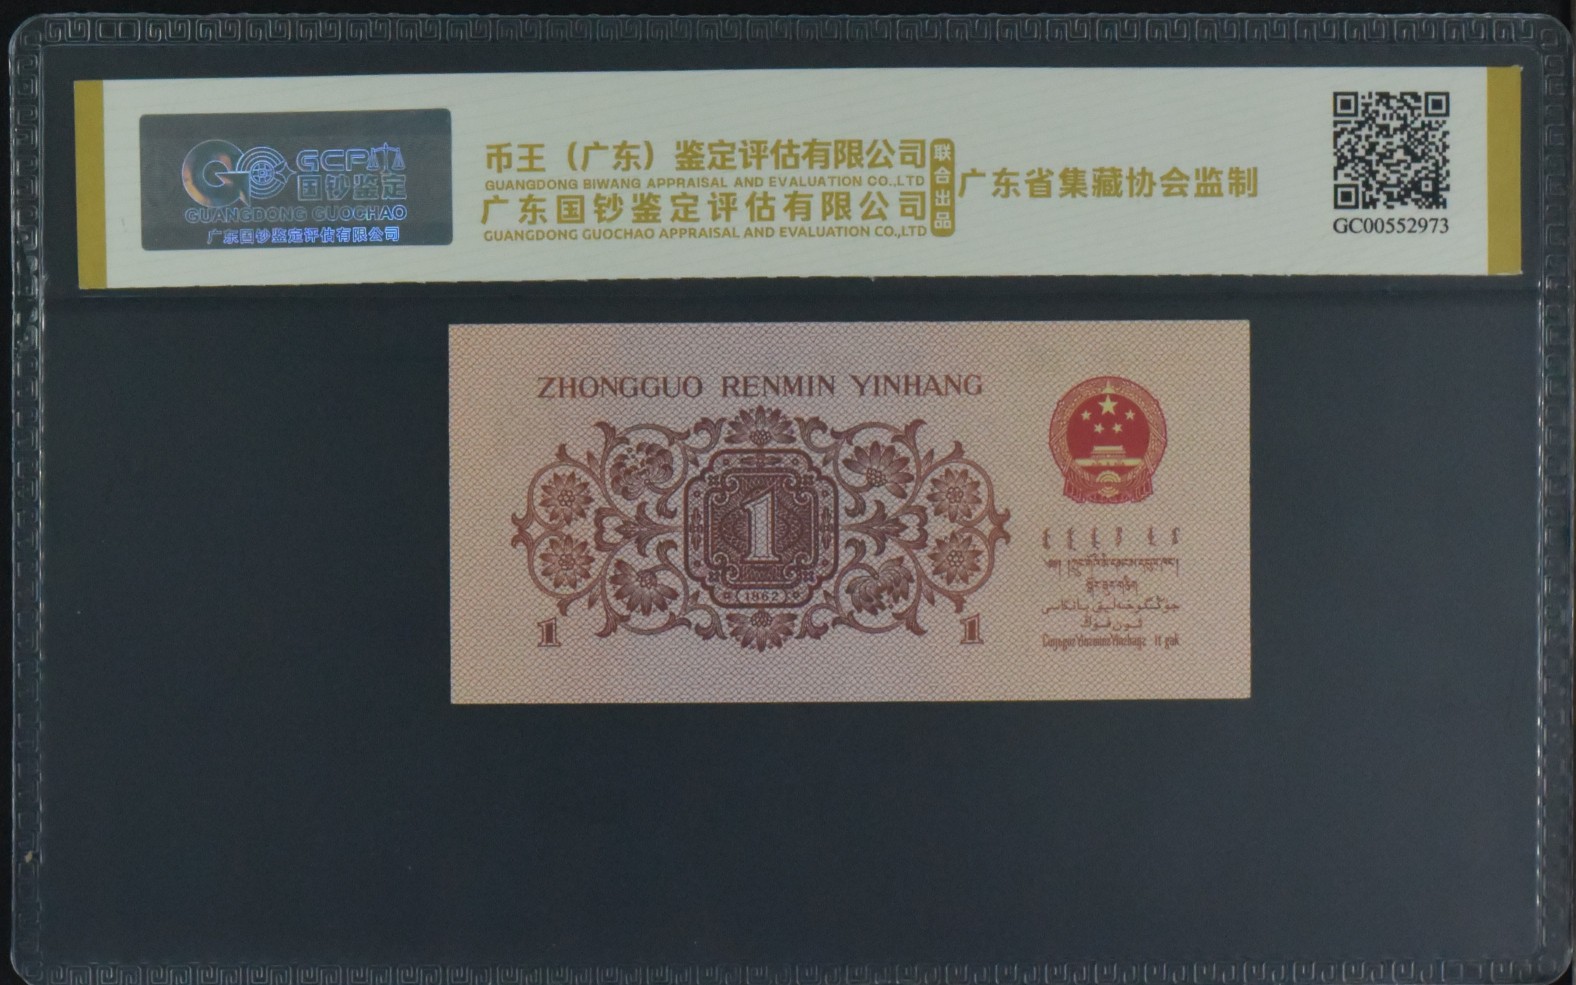 GCP
国钞鉴定
GUANGDONG GUOCHAO
广东国钞鉴定评估有限公司
币王（广东）鉴定评估有限公司
GUANGDONG BIWANG APPRAISAL AND EVALUATION CO.,LTD
广东国钞鉴定评估有限公司
GUANGDONG GUOCHAO APPRAISAL AND EVALUATION CO.,LTD
联合出品
广东省集藏协会监制
GC00552973
ZHONGGUO RENMIN YINHANG
1
1962
1
1